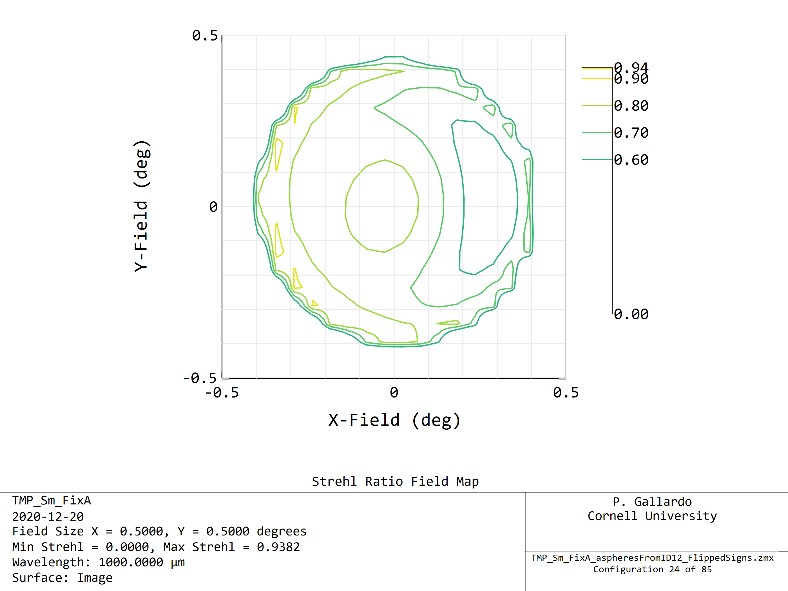 0.5
0
-0.5
-0.5
0
0.5
Y-Field (deg)
X-Field (deg)
0.94
0.90
0.80
0.70
0.60
0.00
Strehl Ratio Field Map
TMP_Sm_FixA
2020-12-20
Field Size X = 0.5000, Y = 0.5000 degrees
Min Strehl = 0.0000, Max Strehl = 0.9382
Wavelength: 1000.0000 µm
Surface: Image
P. Gallardo
Cornell University
TMP_Sm_FixA_aspheresFromID12_FlippedSigns.zmx
Configuration 24 of 85